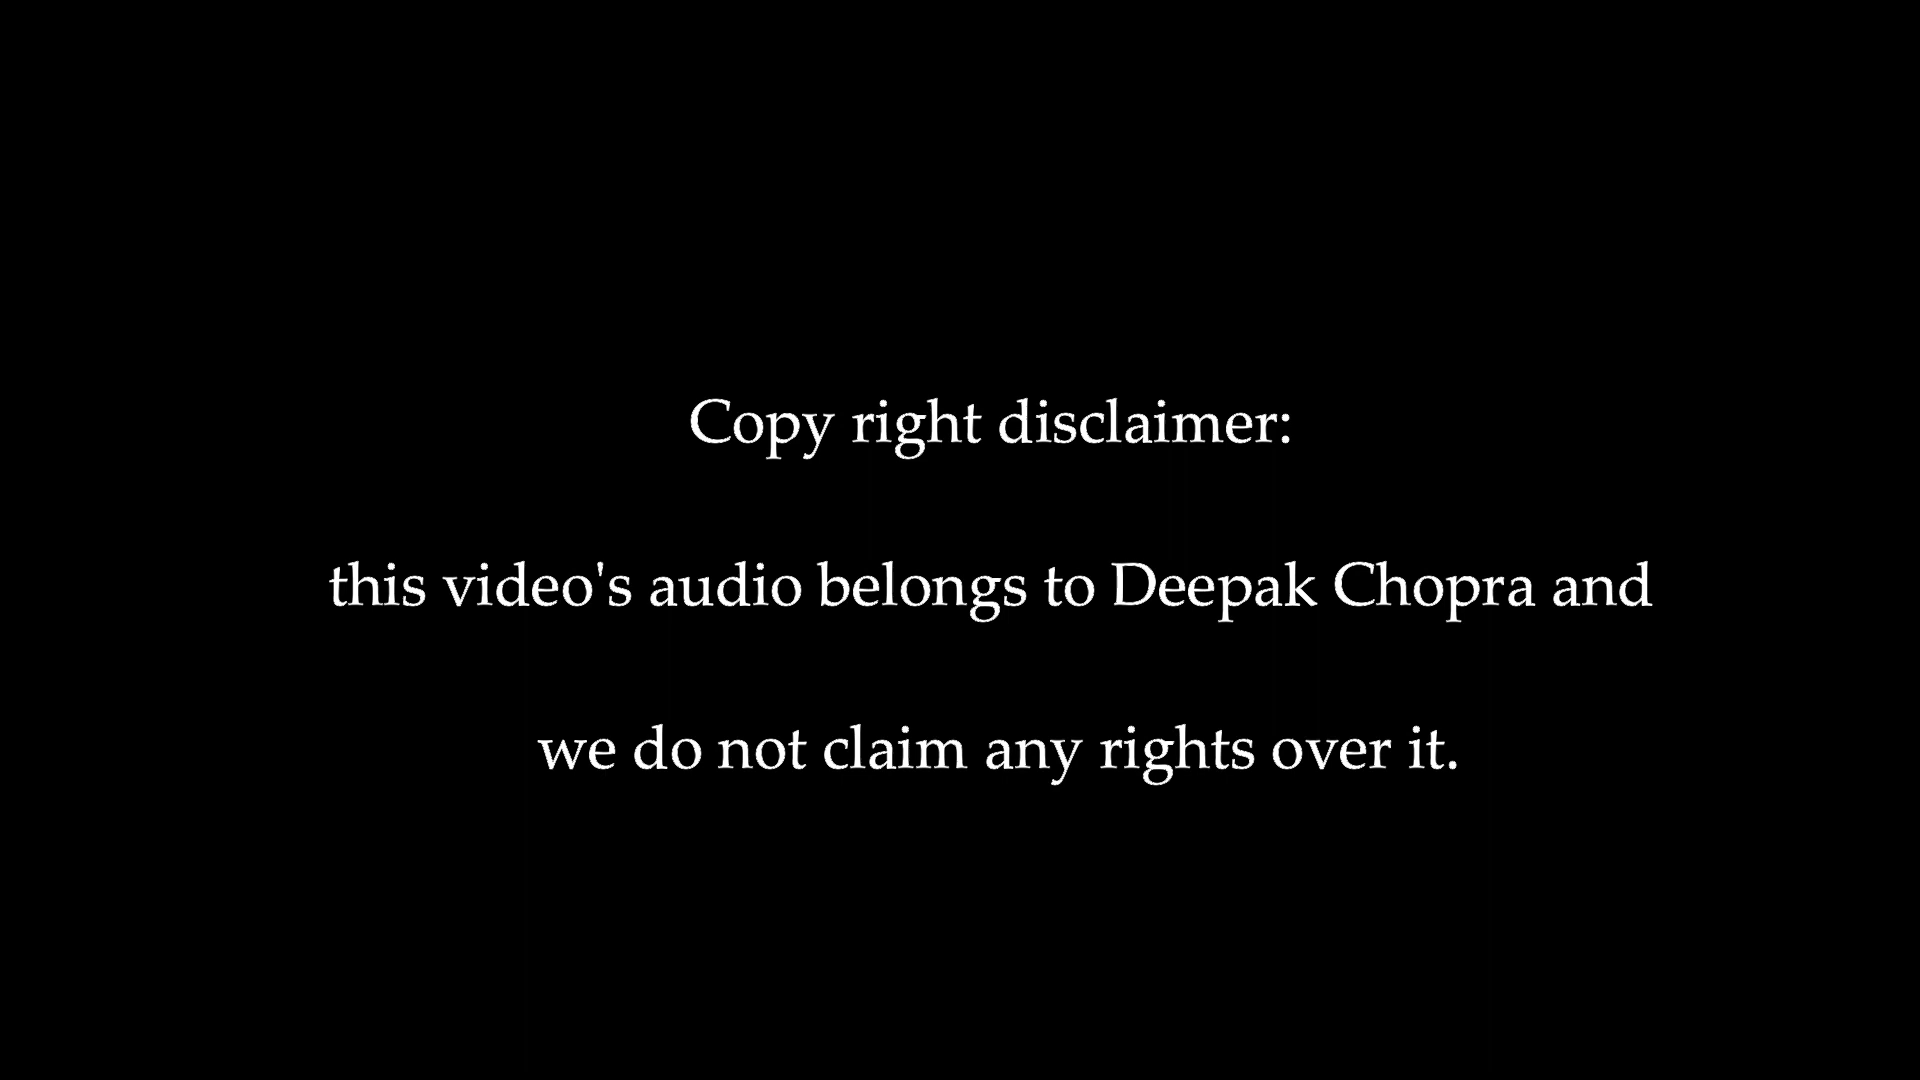 Copy right disclaimer:
this video's audio belongs to Deepak Chopra and
we do not claim any rights over it.